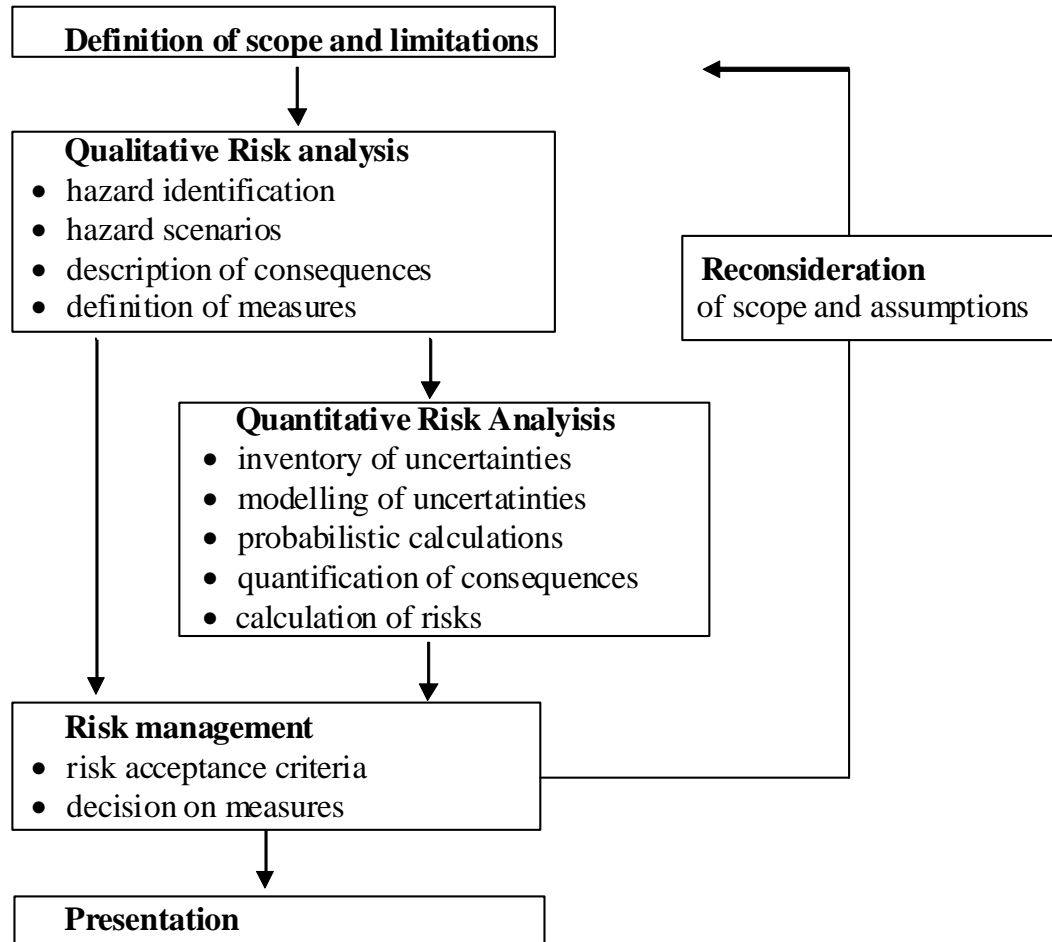 Definition of scope and limitations
Qualitative Risk analysis
• hazard identification
• hazard scenarios
• description of consequences
• definition of measures
Reconsideration
of scope and assumptions
Quantitative Risk Analyisis
• inventory of uncertainties
• modelling of uncertatinties
• probabilistic calculations
• quantification of consequences
• calculation of risks
Risk management
• risk acceptance criteria
• decision on measures
Presentation